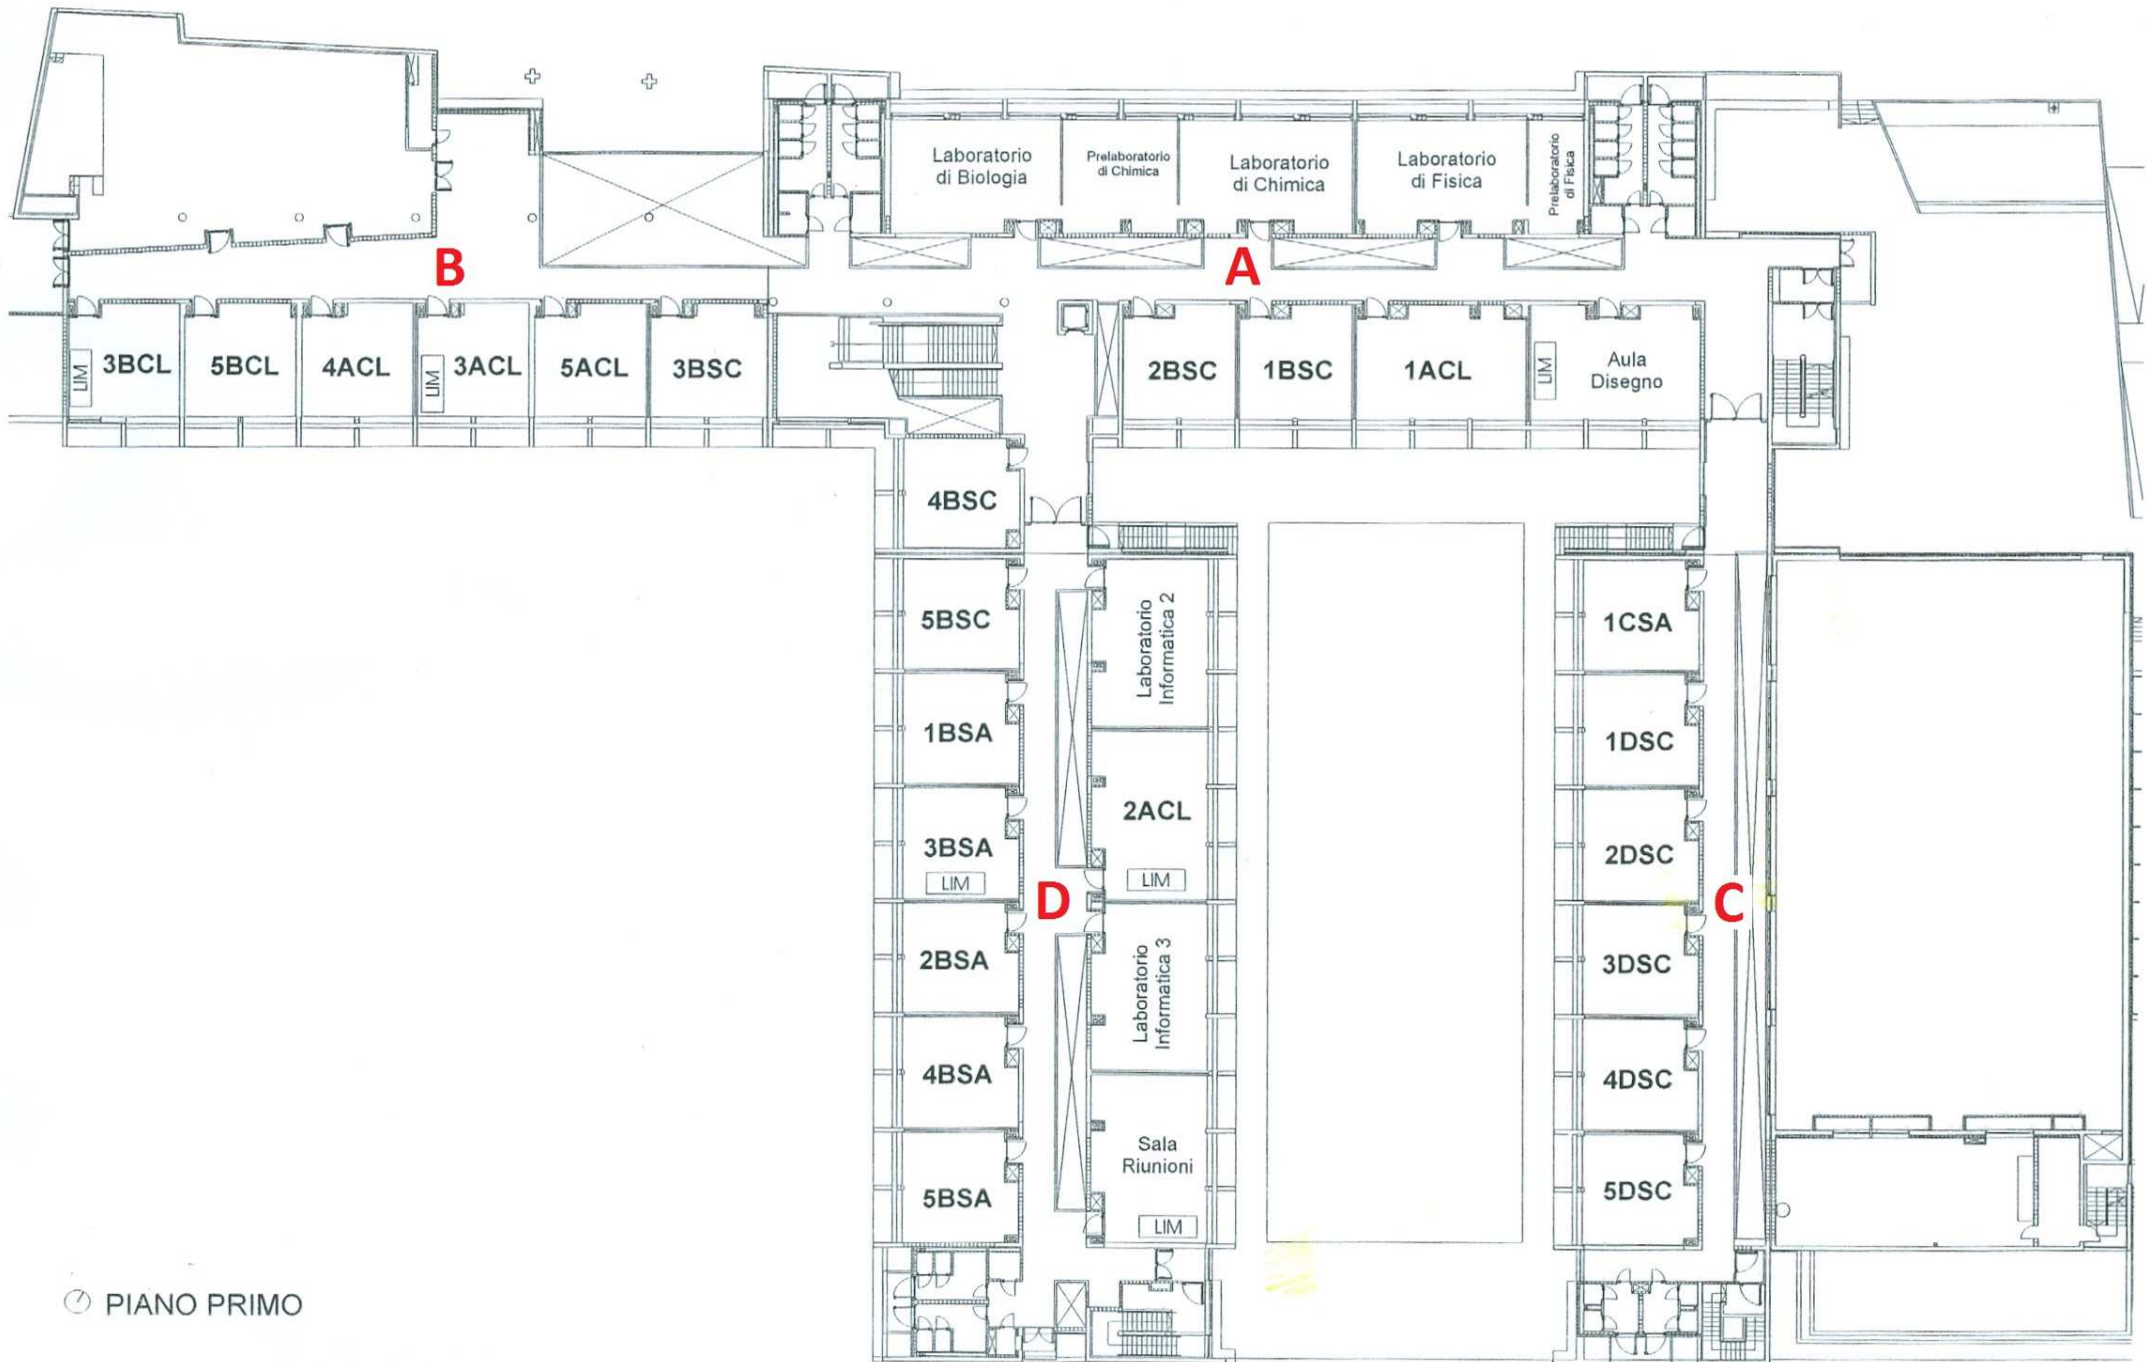 Laboratorio
di Biologia
Prelaboratorio
di Chimica
Laboratorio
di Chimica
Laboratorio
di Fisica
Prelaboratorio
di Fisica
B
A
3BCL
LIM
5BCL
4ACL
3ACL
LIM
5ACL
3BSC
2BSC
1BSC
1ACL
LIM
Aula
Disegno
4BSC
5BSC
Laboratorio
Informatica 2
1CSA
1BSA
1DSC
2ACL
LIM
3BSA
LIM
2DSC
D
C
2BSA
Laboratorio
Informatica 3
3DSC
4BSA
4DSC
Sala
Riunioni
LIM
5BSA
5DSC
PIANO PRIMO